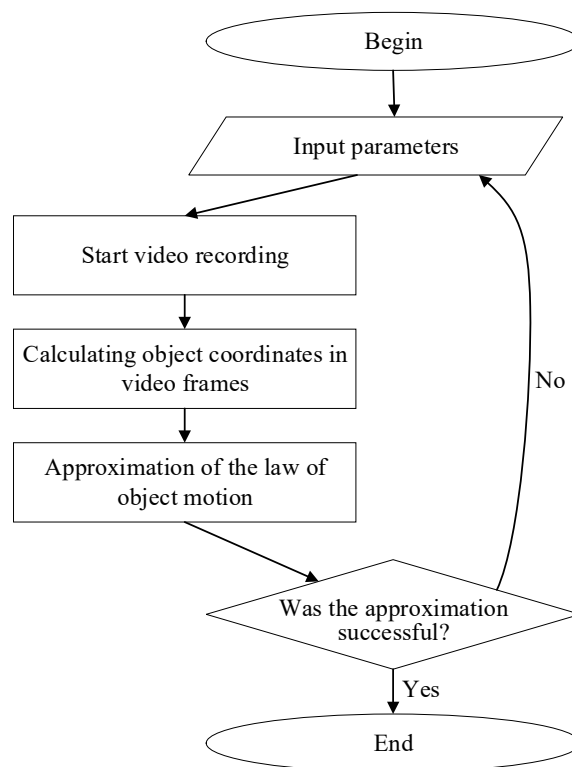 Begin
Input parameters
Start video recording
Calculating object coordinates in
video frames
No
Approximation of the law of
object motion
Was the approximation
successful?
Yes
End